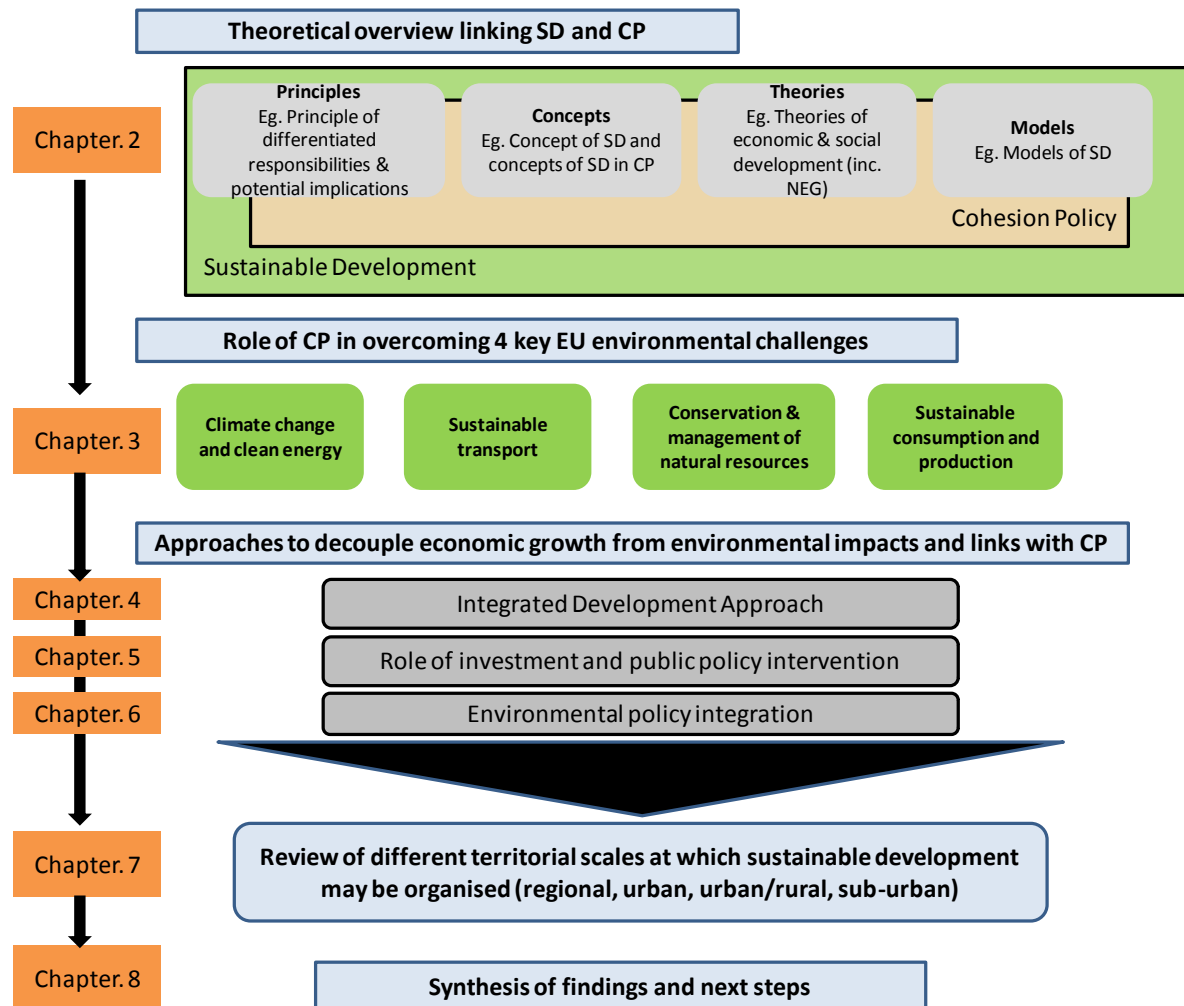 Theoretical overview linking SD and CP
Chapter. 2
Principles
Eg. Principle of
differentiated
responsibilities &
potential implications
Concepts
Eg. Concept of SD and
concepts of SD in CP
Theories
Eg. Theories of
economic & social
development (inc.
NEG)
Models
Eg. Models of SD
Cohesion Policy
Sustainable Development
Role of CP in overcoming 4 key EU environmental challenges
Chapter. 3
Climate change
and clean energy
Sustainable
transport
Conservation &
management of
natural resources
Sustainable
consumption and
production
Approaches to decouple economic growth from environmental impacts and links with CP
Chapter. 4
Integrated Development Approach
Chapter. 5
Role of investment and public policy intervention
Chapter. 6
Environmental policy integration
Chapter. 7
Review of different territorial scales at which sustainable development
may be organised (regional, urban, urban/rural, sub-urban)
Chapter. 8
Synthesis of findings and next steps